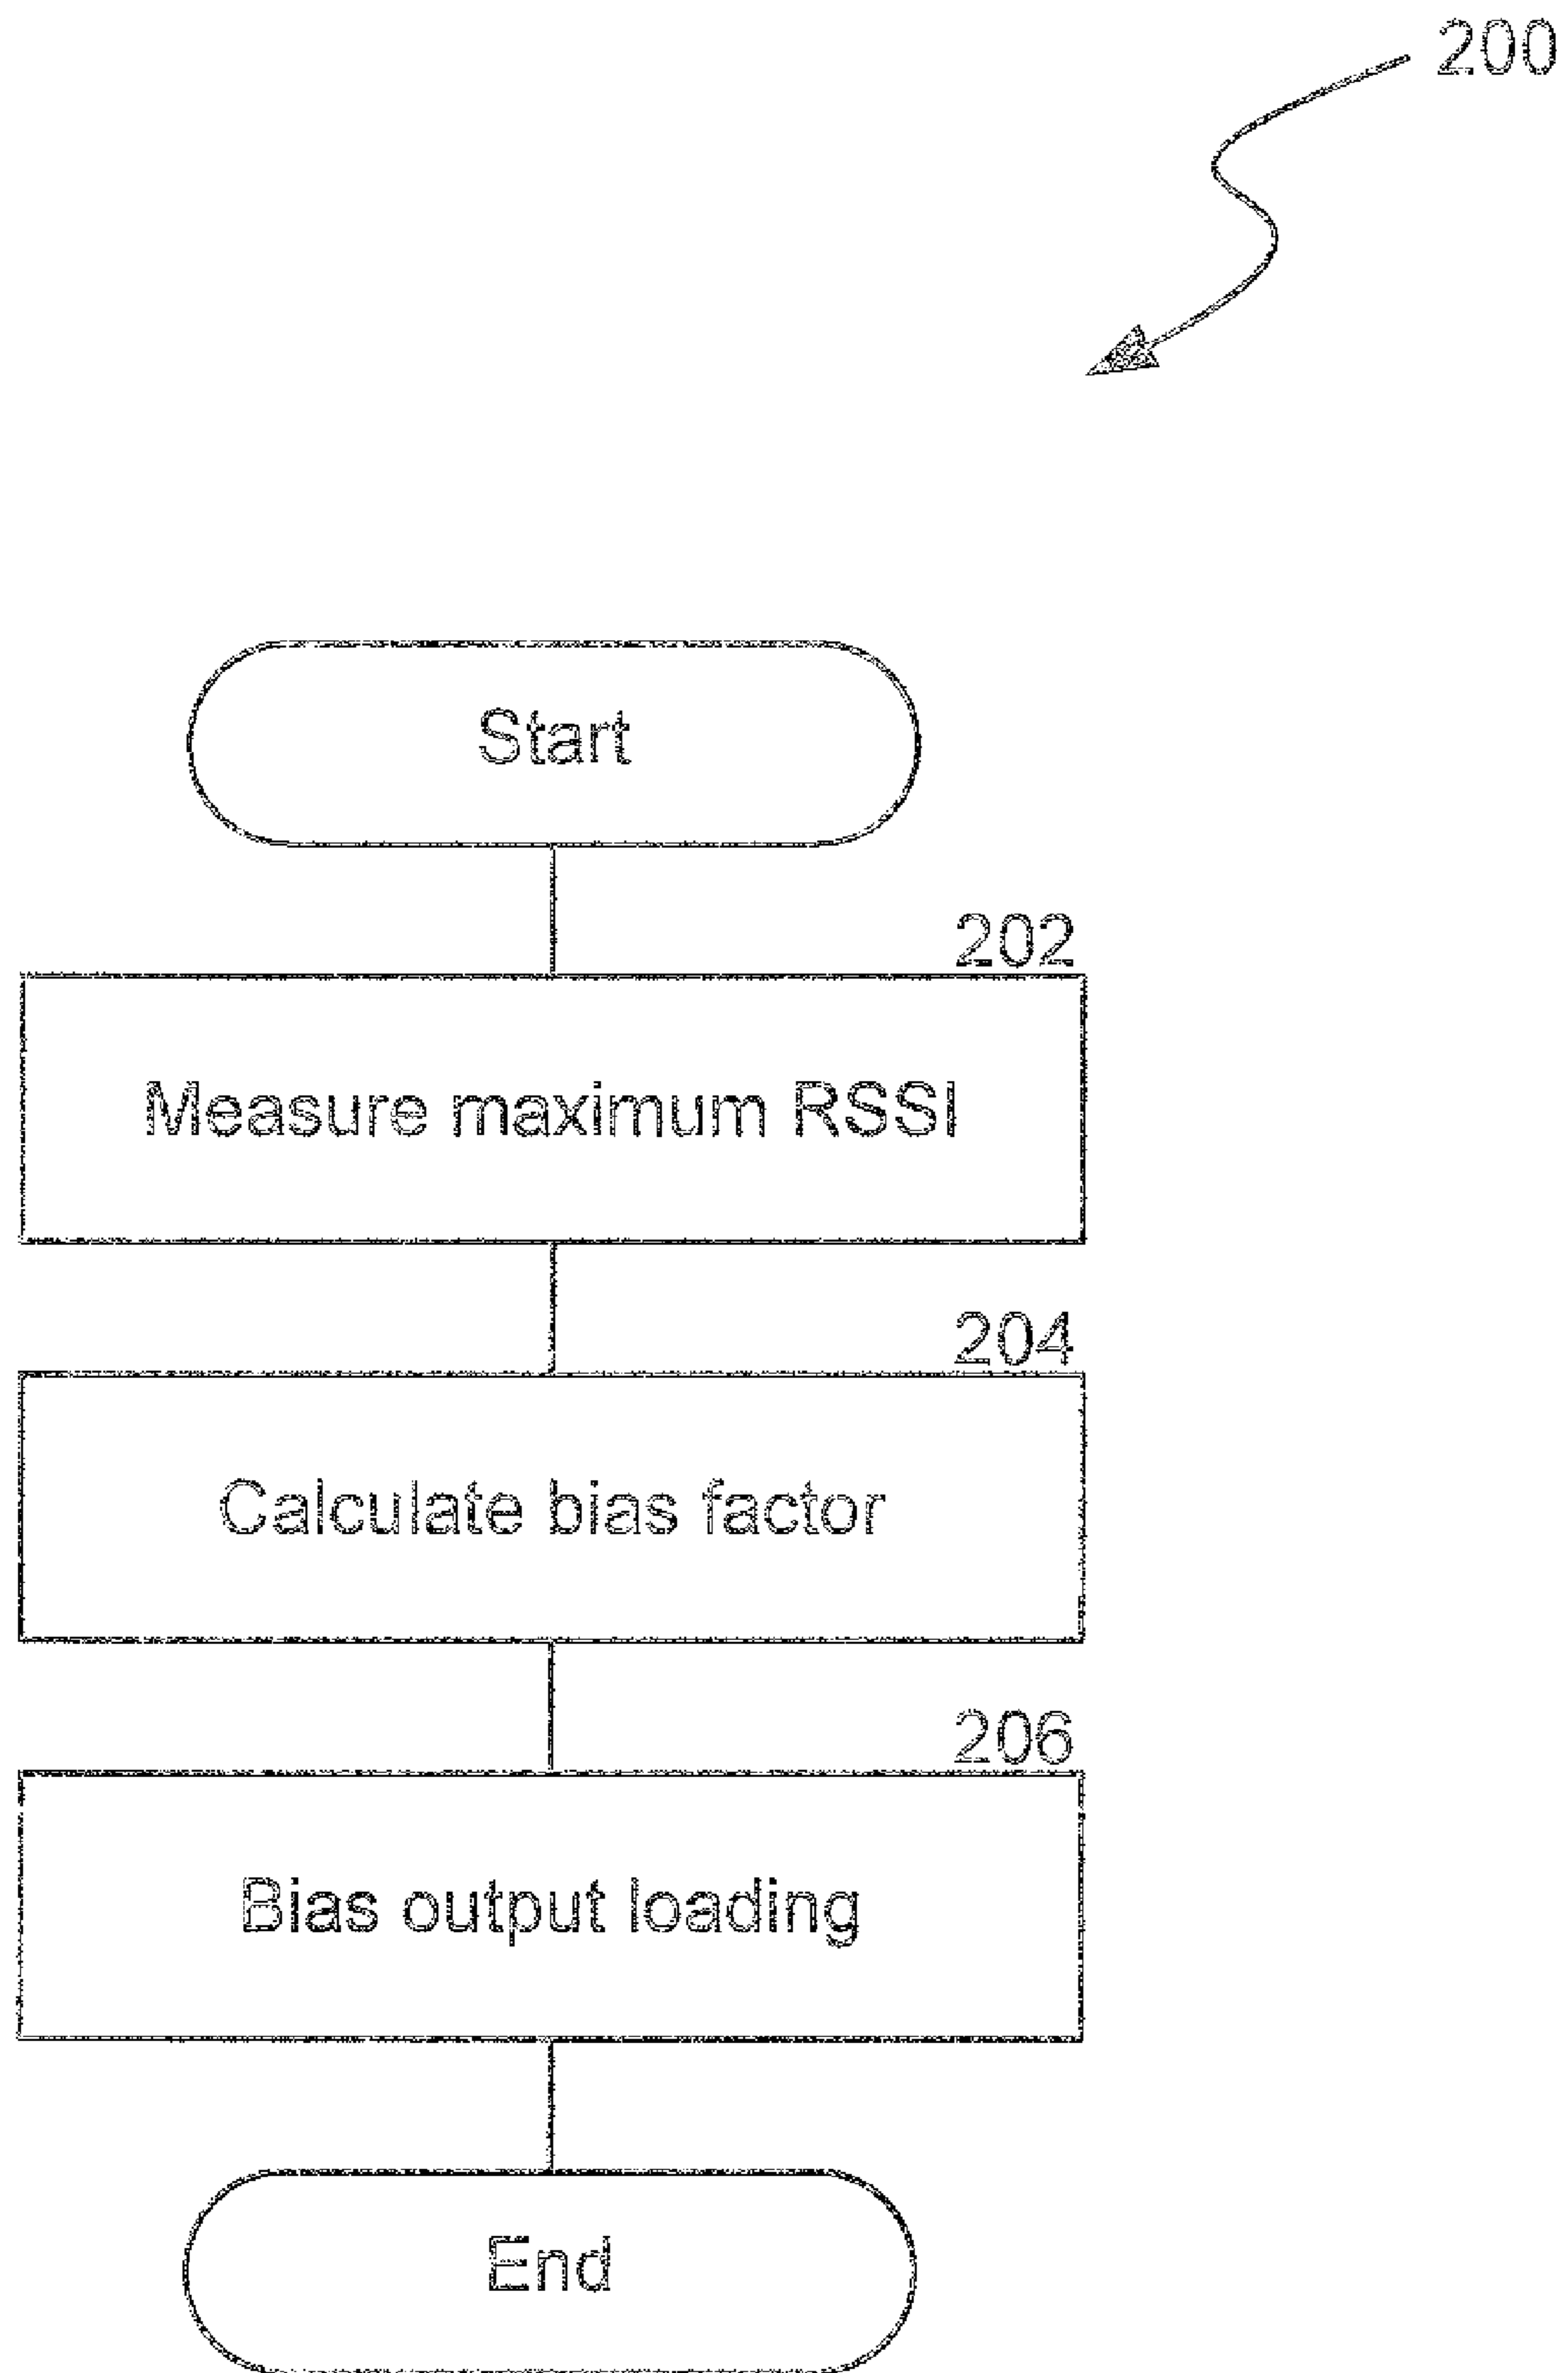 200
Start
202
Measure maximum RSSI
204
Calculate bias factor
206
Bias output loading
End